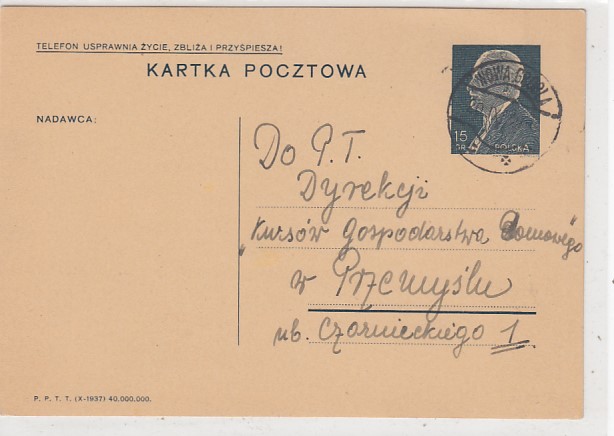 TELEFON USPRAWNIA ŻYCIE, ZBLIŻA I PRZYŚPIESZA!
KARTKA POCZTOWA
NADAWCA:
15
GR.
POLSKA
NOWA
Do P. T.
Dyrekcji
„Kursów Gospodarstwa Domowego"
w Przemyślu
ul. Czarnieckiego 1
P. P. T. T. (X-1937) 40,000,000.